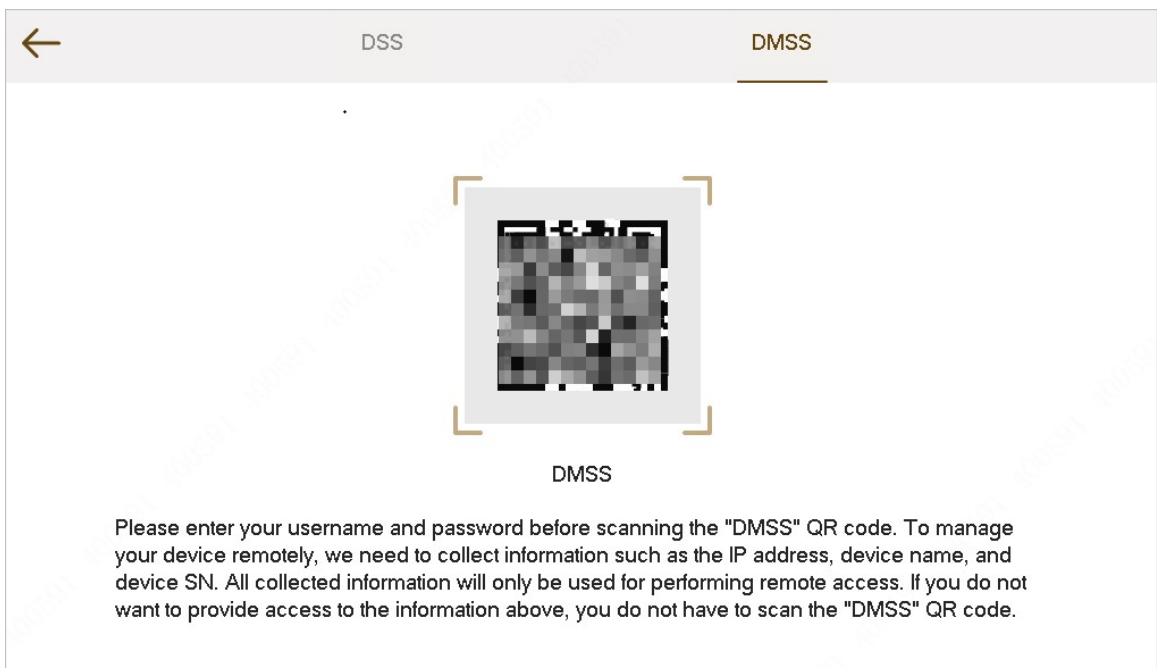 DSS
DMSS
DMSS
Please enter your username and password before scanning the "DMSS" QR code. To manage
your device remotely, we need to collect information such as the IP address, device name, and
device SN. All collected information will only be used for performing remote access. If you do not
want to provide access to the information above, you do not have to scan the "DMSS" QR code.